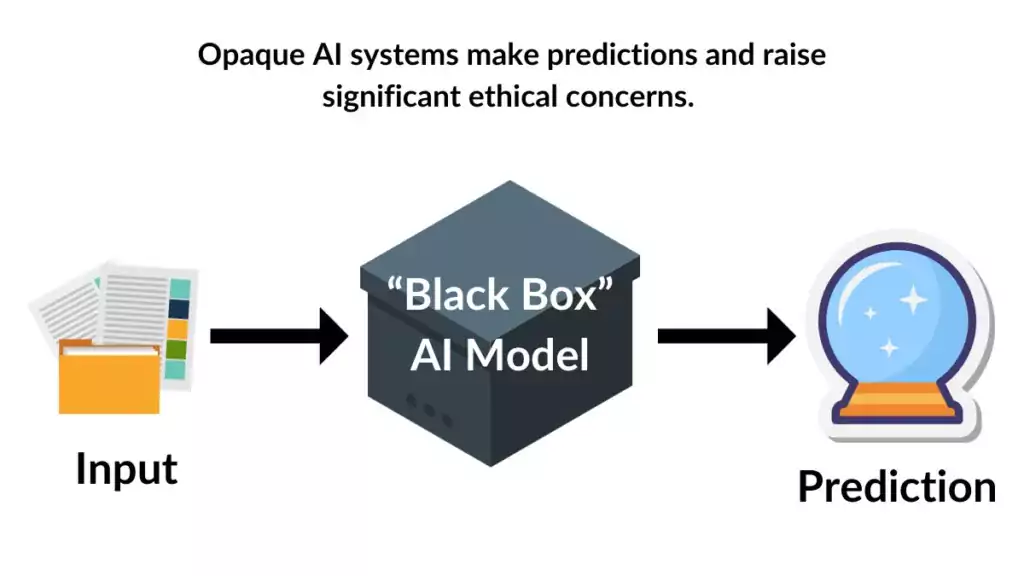 Opaque AI systems make predictions and raise
significant ethical concerns.
“Black Box”
AI Model
Input
Prediction